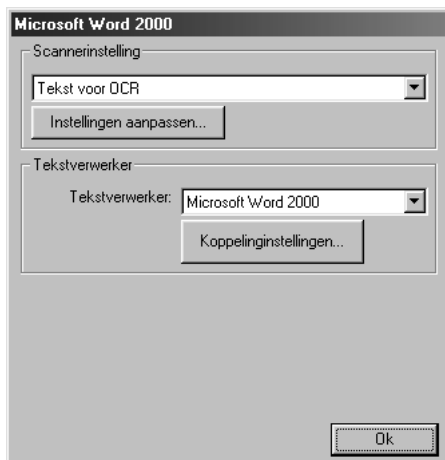 Microsoft Word 2000
Scannerinstelling
Tekst voor OCR
Instellingen aanpassen...
Tekstverwerker
Tekstverwerker: Microsoft Word 2000
Koppelinginstellingen...
Ok